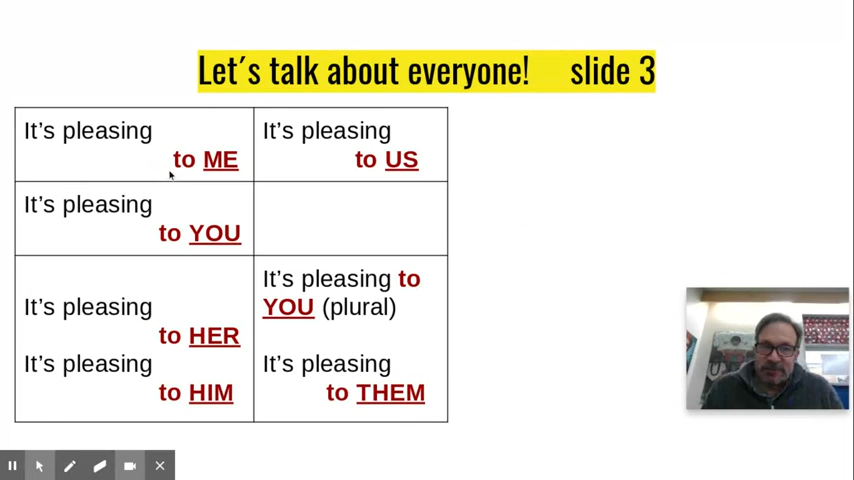 Let´s talk about everyone! slide 3
It's pleasing
to ME
It's pleasing
to US
It's pleasing
to YOU
It's pleasing
to HER
It's pleasing
to HIM
It's pleasing to
YOU (plural)
It's pleasing
to THEM